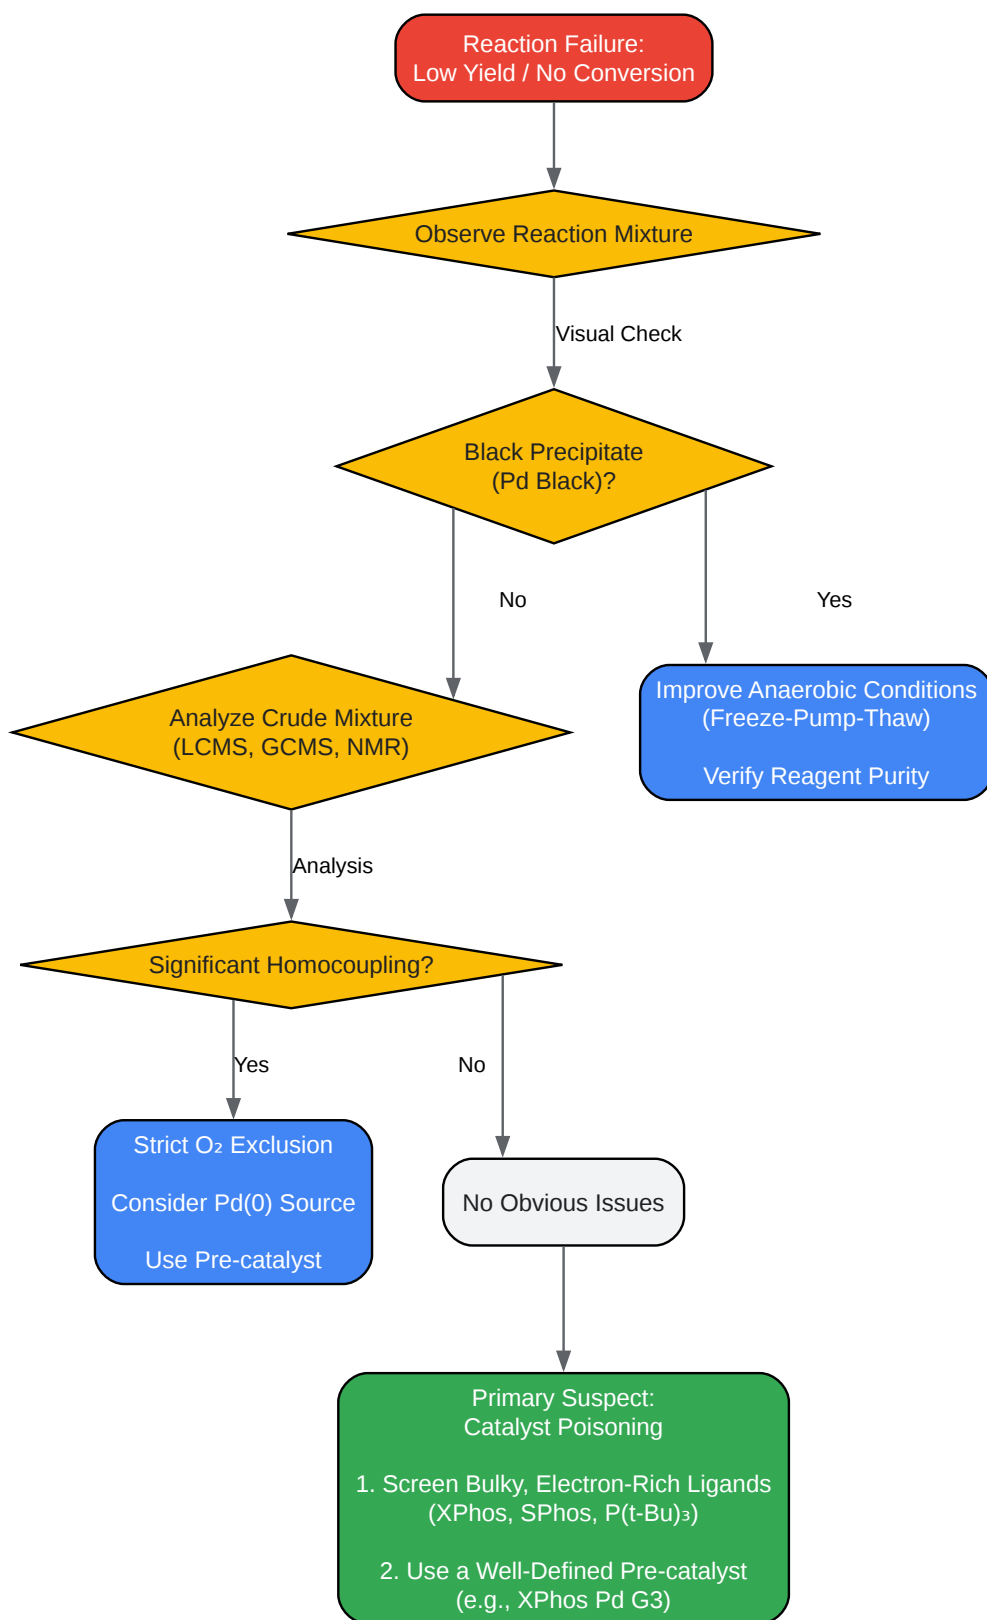 Reaction Failure:
Low Yield / No Conversion
Observe Reaction Mixture
Visual Check
Black Precipitate
(Pd Black)?
No
Yes
Analyze Crude Mixture
(LCMS, GCMS, NMR)
Improve Anaerobic Conditions
(Freeze-Pump-Thaw)
Verify Reagent Purity
Analysis
Significant Homocoupling?
Yes
No
Strict O₂ Exclusion
Consider Pd(0) Source
Use Pre-catalyst
No Obvious Issues
Primary Suspect:
Catalyst Poisoning
1. Screen Bulky, Electron-Rich Ligands
(XPhos, SPhos, P(t-Bu)₃)
2. Use a Well-Defined Pre-catalyst
(e.g., XPhos Pd G3)